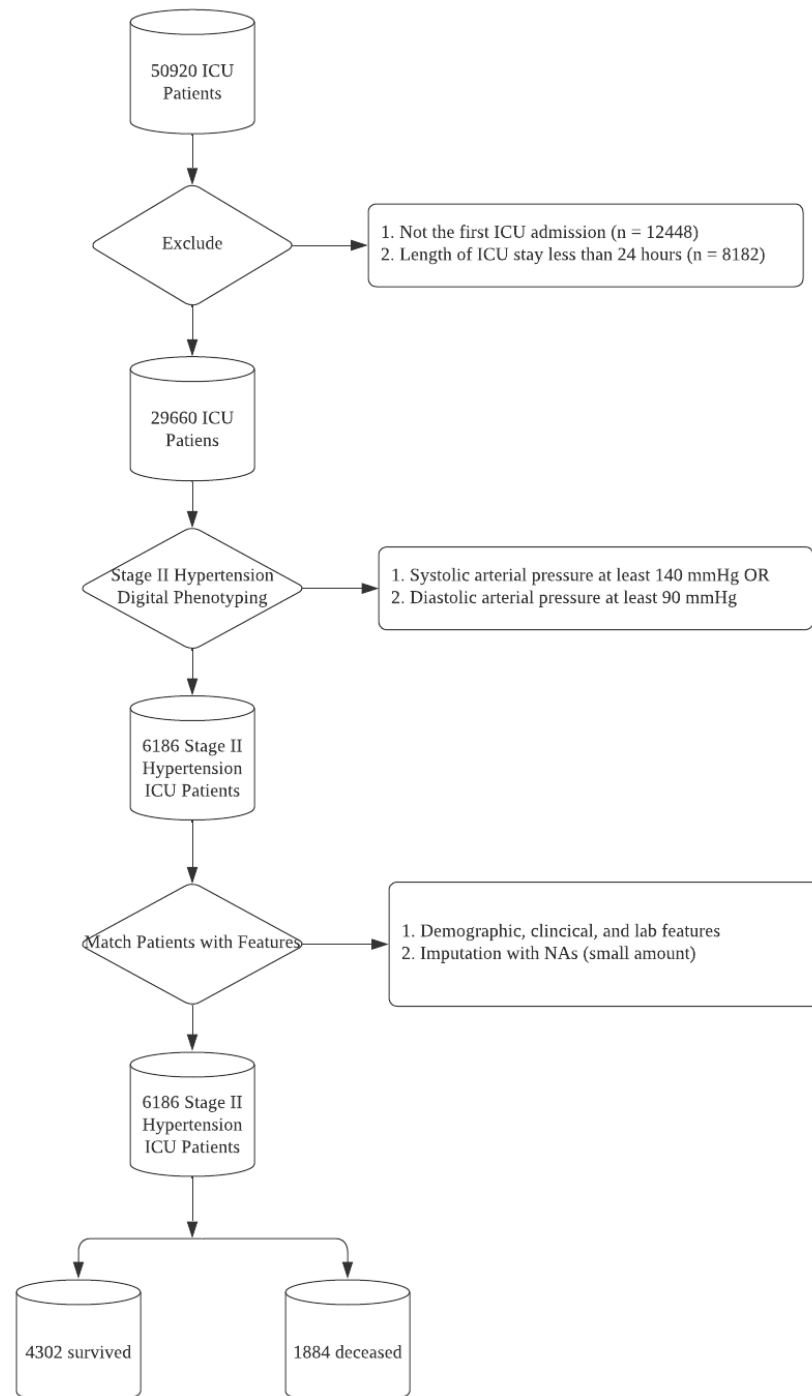 50920 ICU
Patients
Exclude
1. Not the first ICU admission (n = 12448)
2. Length of ICU stay less than 24 hours (n = 8182)
29660 ICU
Patiens
Stage II Hypertension
Digital Phenotyping
1. Systolic arterial pressure at least 140 mmHg OR
2. Diastolic arterial pressure at least 90 mmHg
6186 Stage II
Hypertension
ICU Patients
Match Patients with Features
1. Demographic, clincical, and lab features
2. Imputation with NAs (small amount)
6186 Stage II
Hypertension
ICU Patients
4302 survived
1884 deceased